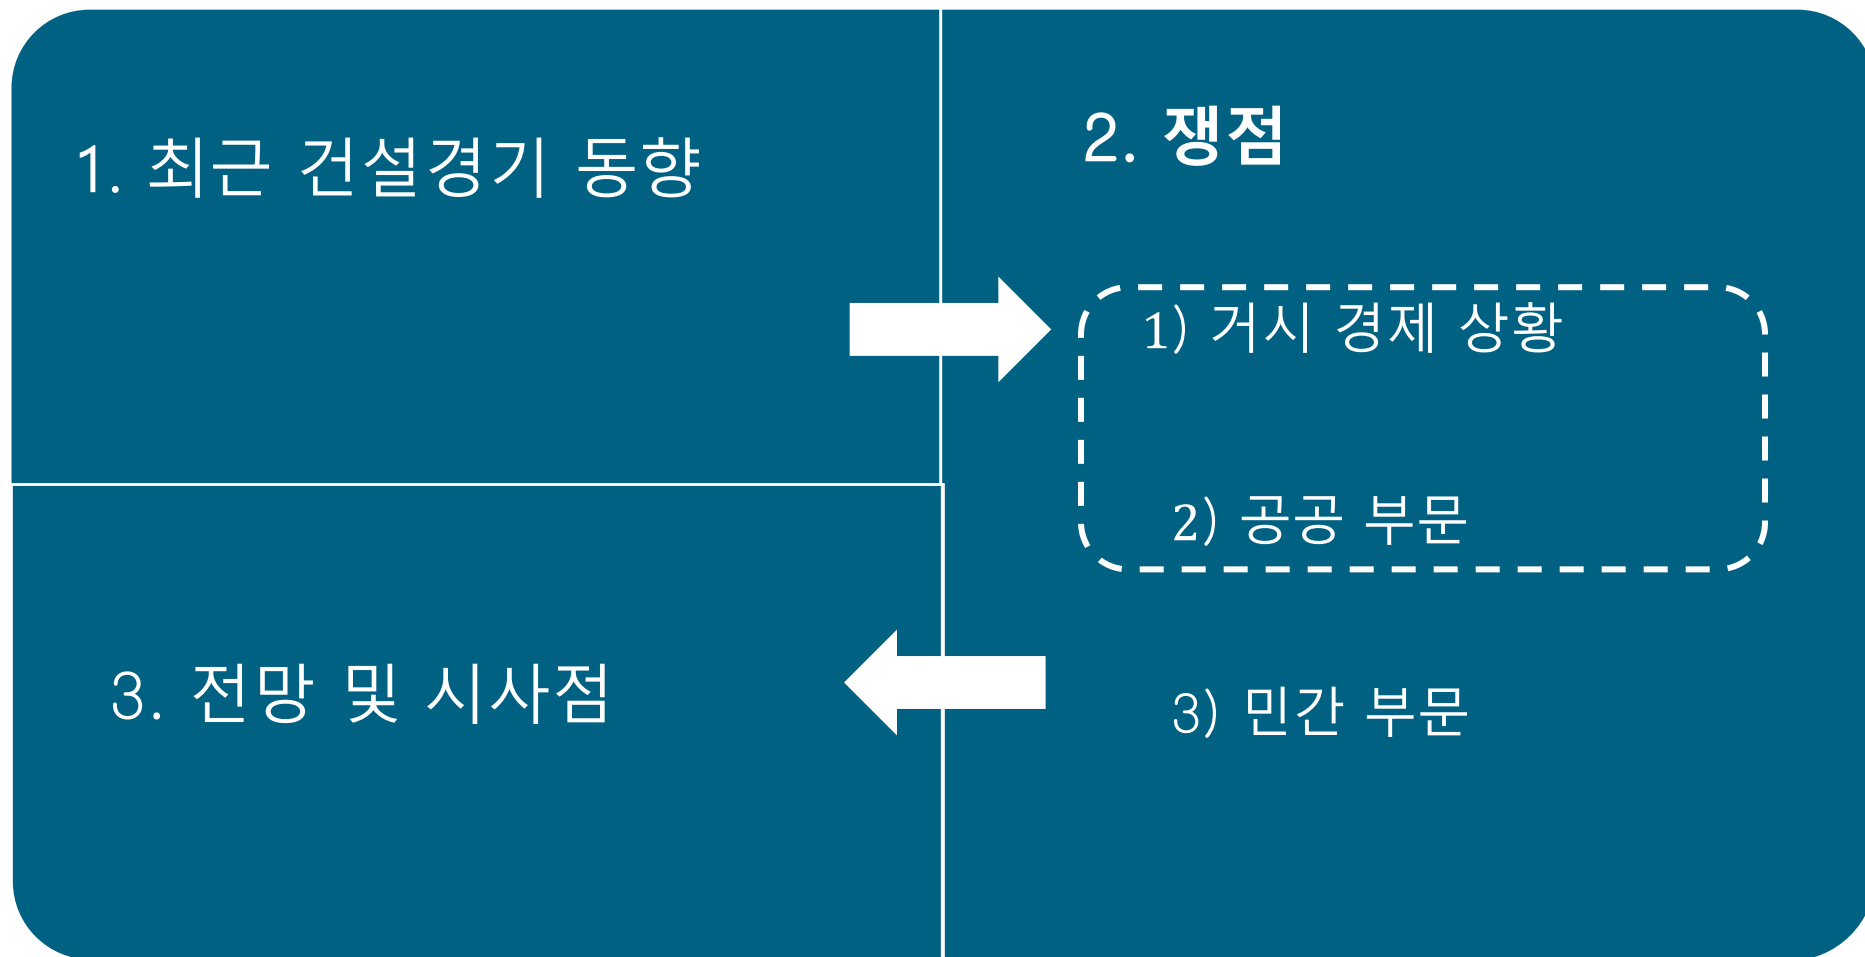 1. 최근 건설경기 동향
2. 쟁점
1) 거시 경제 상황
2) 공공 부문
3) 민간 부문
3. 전망 및 시사점